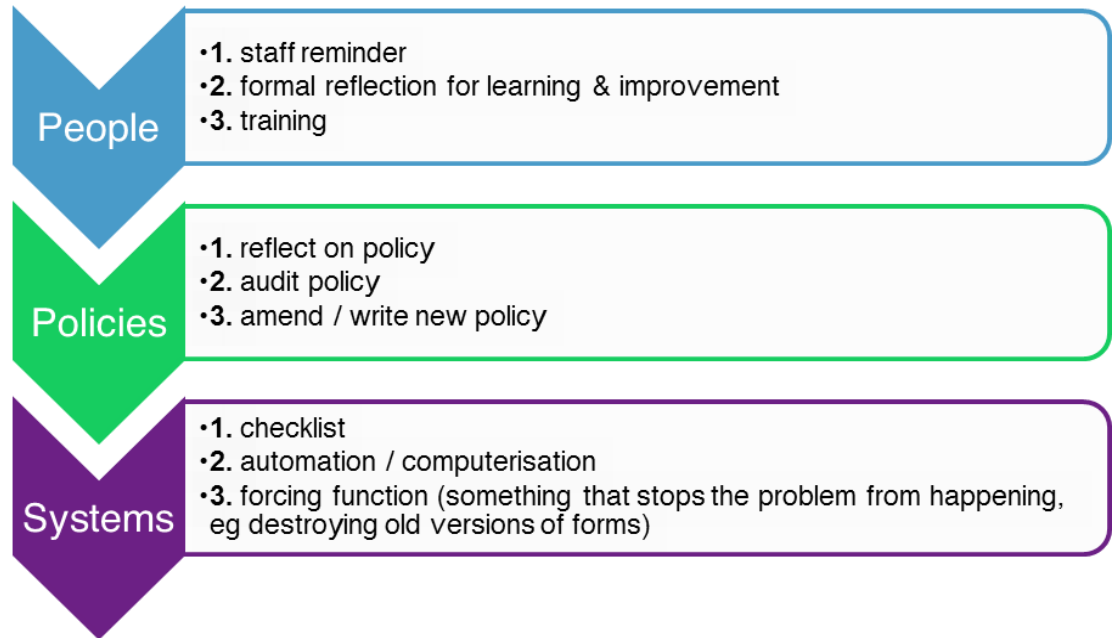 People
•1. staff reminder
•2. formal reflection for learning & improvement
•3. training
Policies
•1. reflect on policy
•2. audit policy
•3. amend / write new policy
Systems
•1. checklist
•2. automation / computerisation
•3. forcing function (something that stops the problem from happening,
eg destroying old versions of forms)